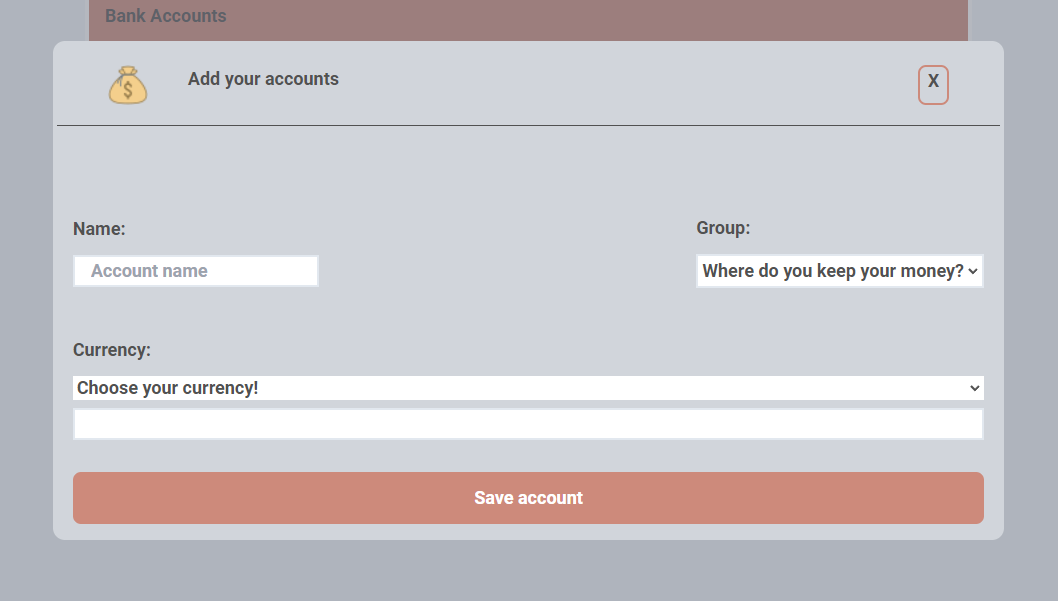 Bank Accounts
$
Add your accounts
X
Name:
Group:
Account name
Where do you keep your money?
Currency:
Choose your currency!
Save account